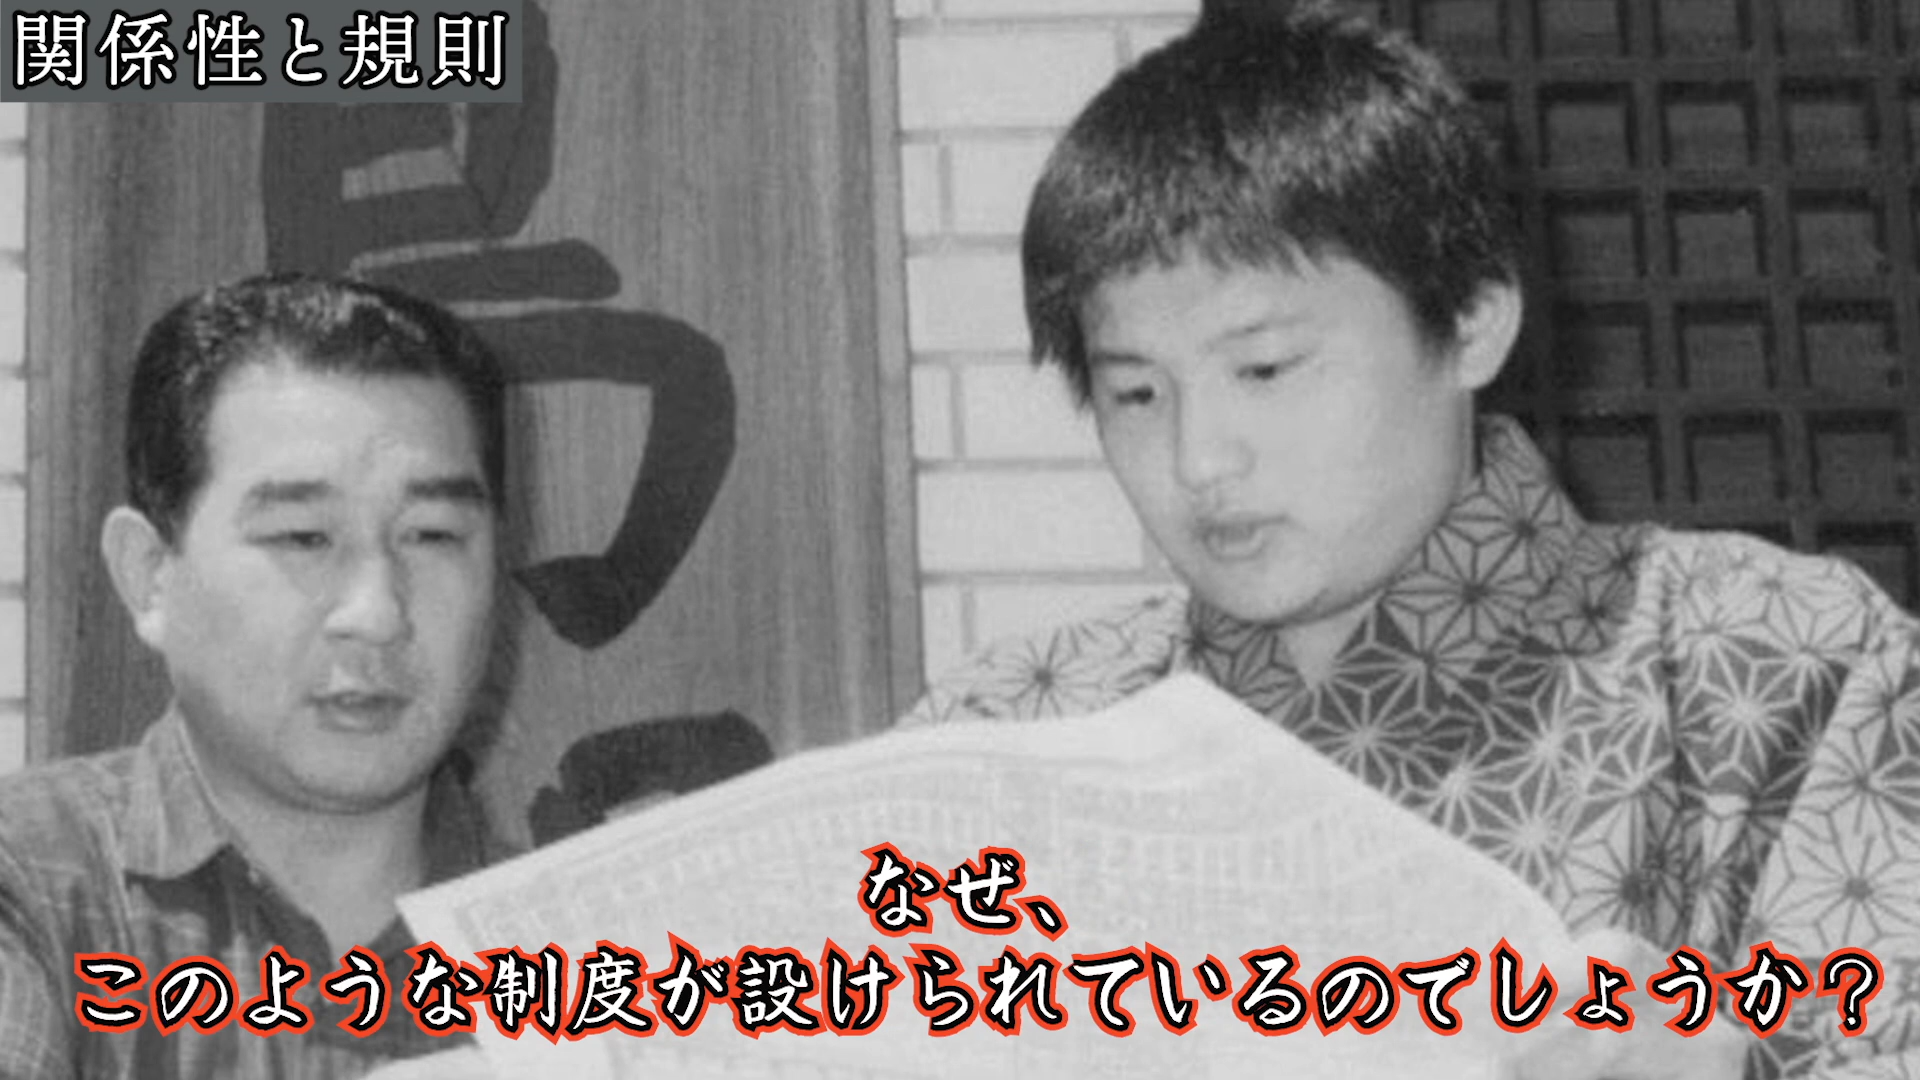 関係性と規則
なぜ、
このような制度が設けられているのでしょうか？